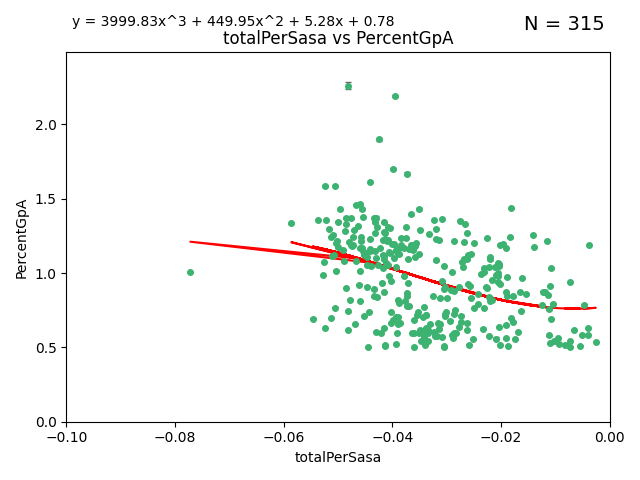 y = 3999.83x^3 + 449.95x^2 + 5.28x + 0.78
N = 315
totalPerSasa vs PercentGpA
PercentGpA
2.0
1.5
1.0
0.5
0.0
−0.10 −0.08 −0.06 −0.04 −0.02 0.00
totalPerSasa